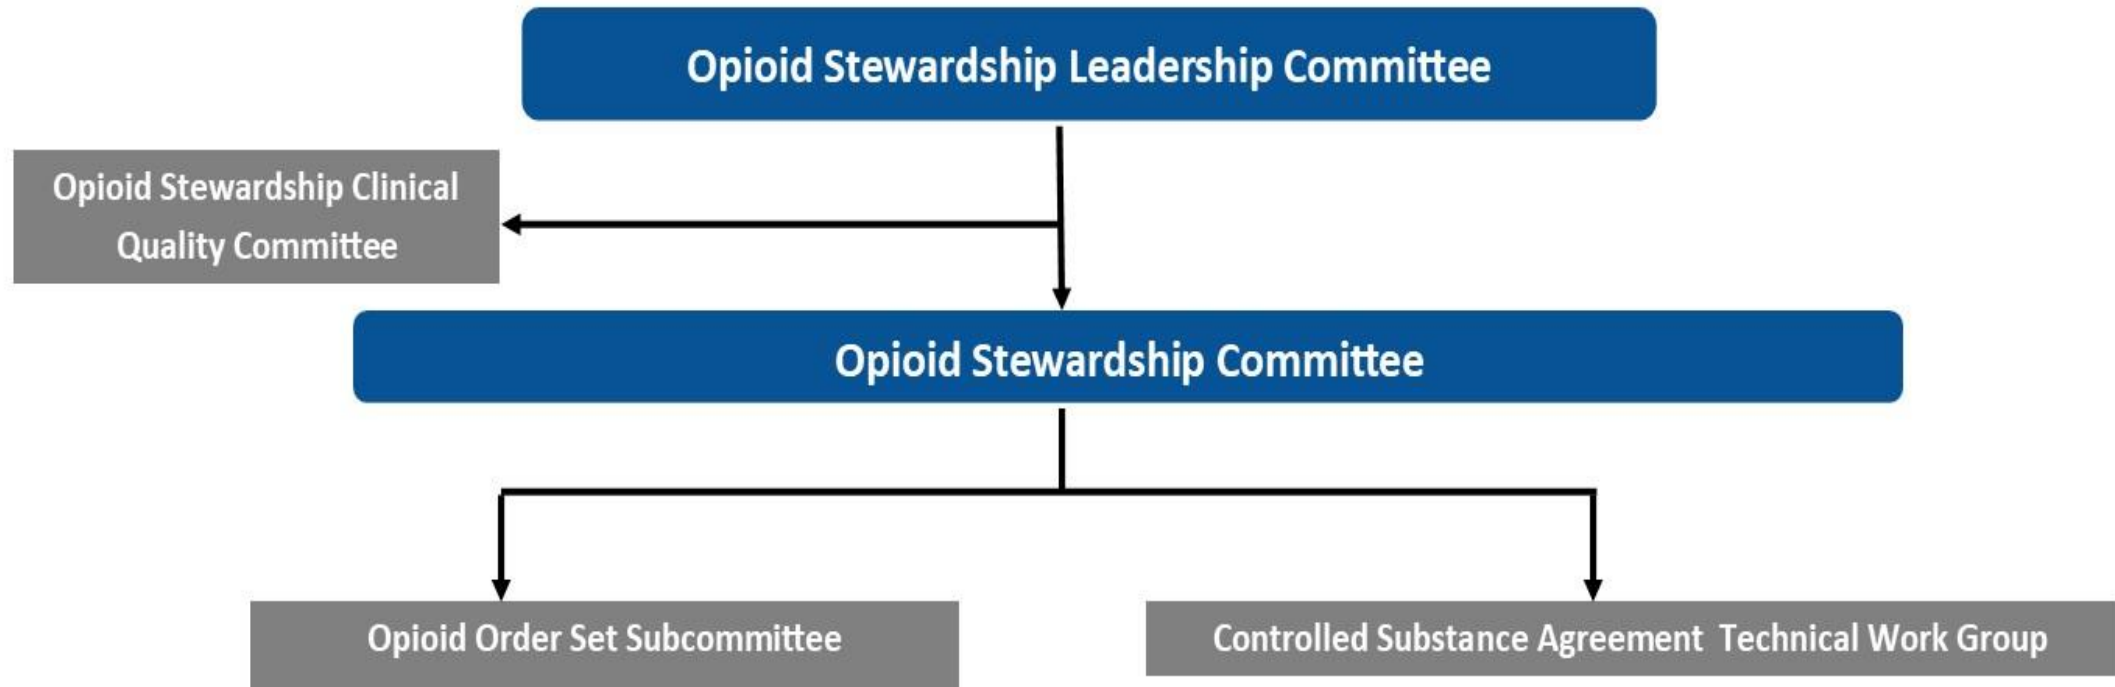 Opioid Stewardship Leadership Committee
Opioid Stewardship Clinical
Quality Committee
Opioid Stewardship Committee
Opioid Order Set Subcommittee
Controlled Substance Agreement  Technical Work Group